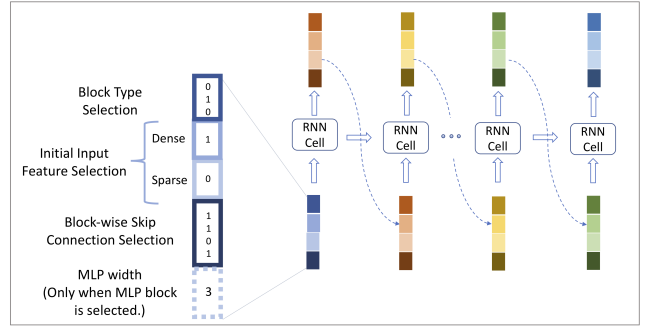 Block Type
Selection
0
1
0
Initial Input
Feature Selection
Dense
1
Sparse
0
Block-wise Skip
Connection Selection
1
1
0
1
MLP width
(Only when MLP block
is selected.)
3
RNN
Cell
RNN
Cell
RNN
Cell
RNN
Cell